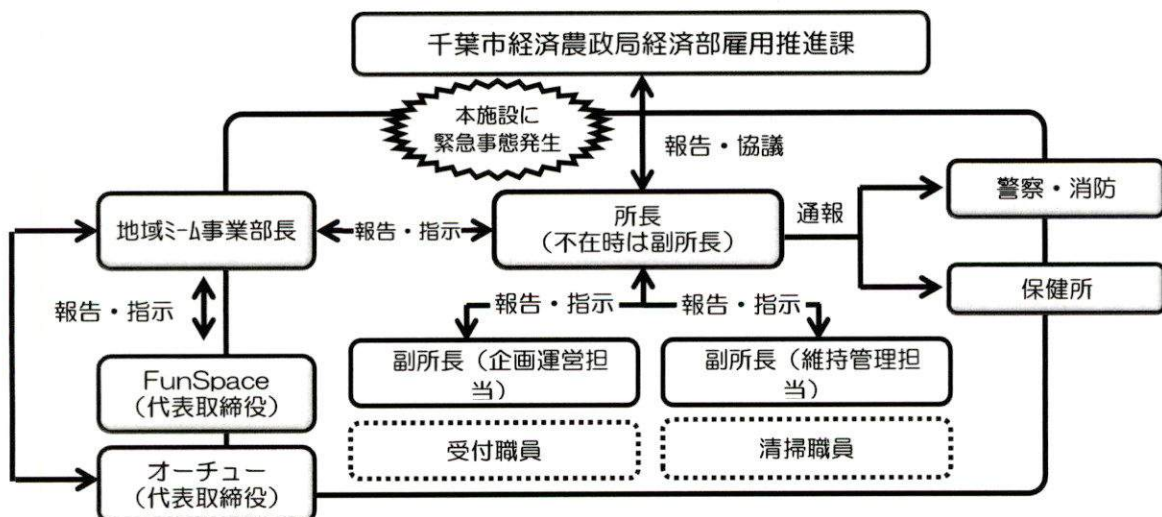 千葉市経済農政局経済部雇用推進課
本施設に
緊急事態発生
報告・協議
警察・消防
地域ミーム事業部長
報告・指示
所長
(不在時は副所長)
通報
保健所
報告・指示
報告・指示
報告・指示
FunSpace
(代表取締役)
副所長(企画運営担
当)
副所長(維持管理担
当)
受付職員
清掃職員
オーチュー
(代表取締役)